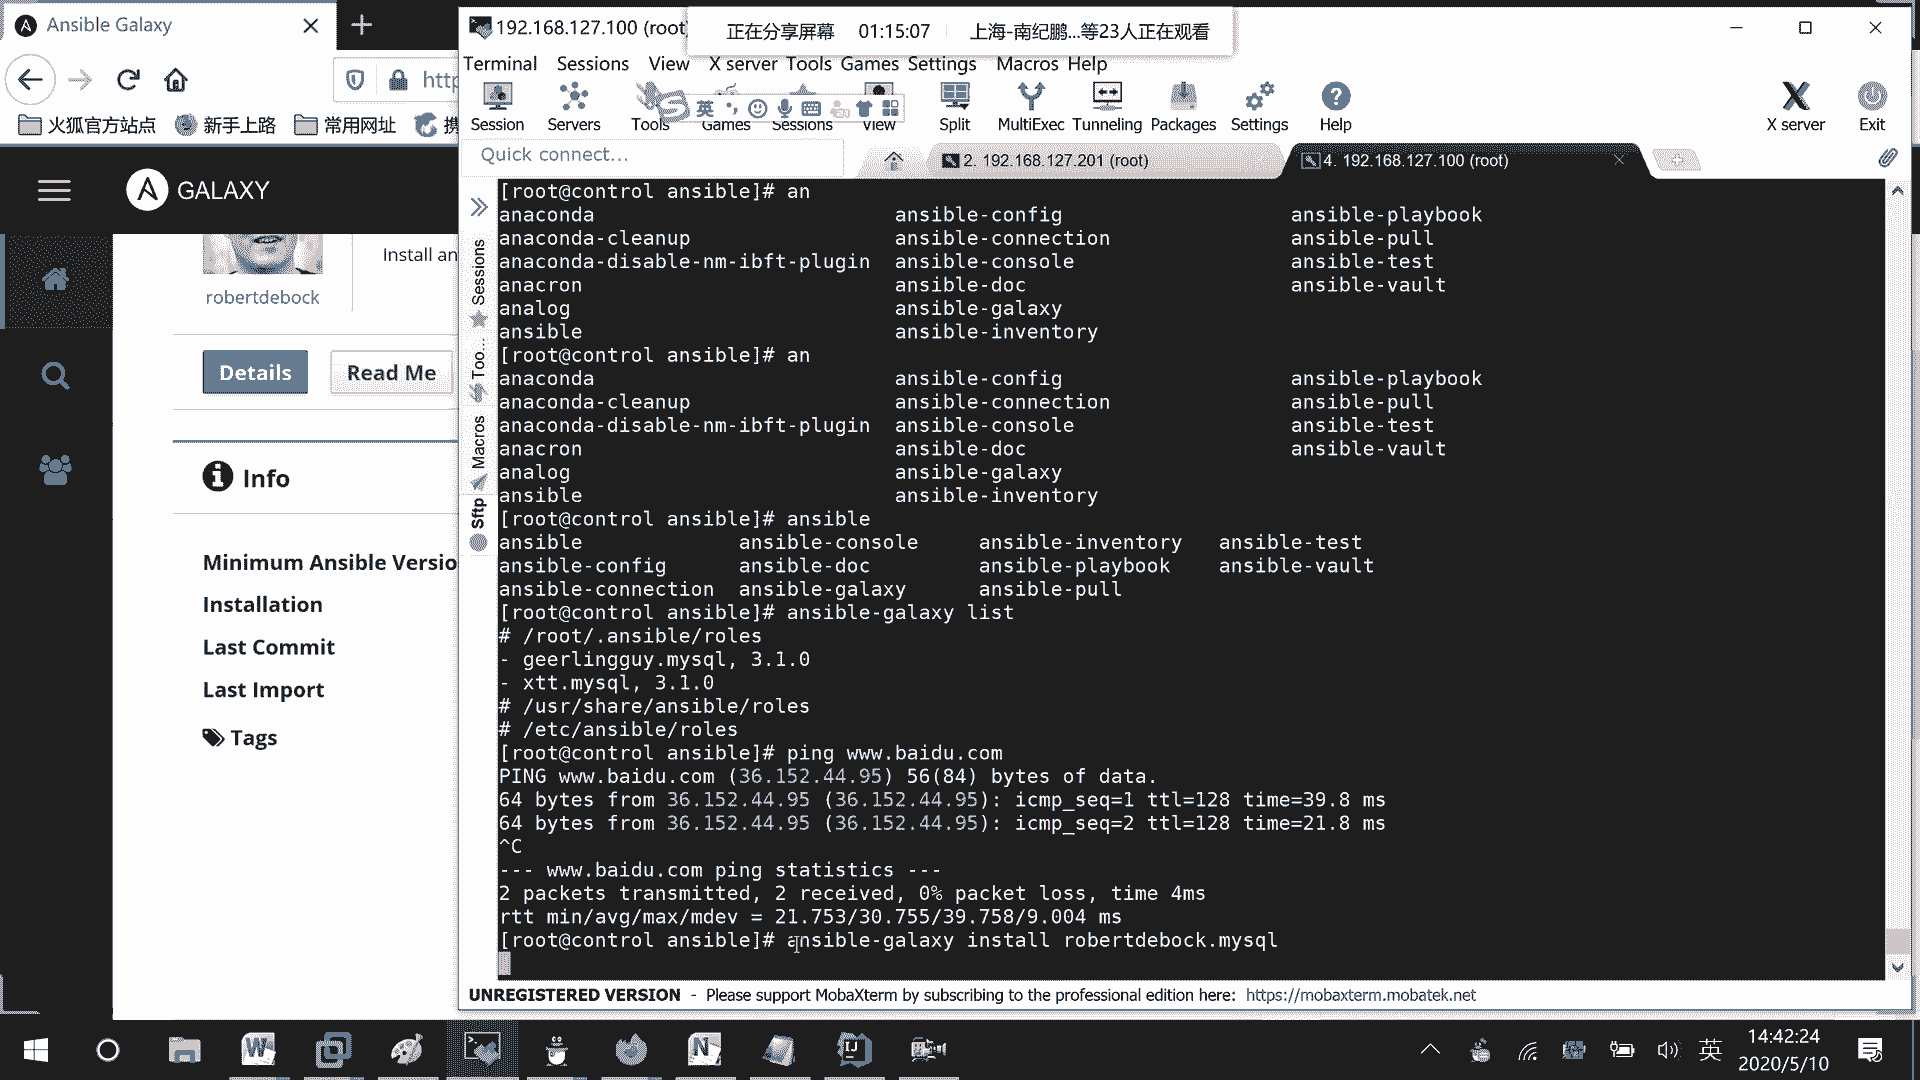 Ansible Galaxy
192.168.127.100 (root)
正在分享屏幕 01:15:07 上海-南纪鹏...等23人正在观看
Terminal Sessions View X server Tools Games Settings Macros Help
http
火狐官方站点 新手上路 常用网址 携
英
Session Servers Tools Games Sessions View Split MultiExec Tunneling Packages Settings Help X server Exit
Quick connect...
2. 192.168.127.201 (root)
4. 192.168.127.100 (root)
GALAXY
Install an
robertdebock
Details Read Me
Info
Minimum Ansible Versio
Installation
Last Commit
Last Import
Tags
Sessions
Too...
Macros
Sftp
[root@control ansible]# an
anaconda ansible-config ansible-playbook
anaconda-cleanup ansible-connection ansible-pull
anaconda-disable-nm-ibft-plugin ansible-console ansible-test
anacron ansible-doc ansible-vault
analog ansible-galaxy
ansible ansible-inventory
[root@control ansible]# an
anaconda ansible-config ansible-playbook
anaconda-cleanup ansible-connection ansible-pull
anaconda-disable-nm-ibft-plugin ansible-console ansible-test
anacron ansible-doc ansible-vault
analog ansible-galaxy
ansible ansible-inventory
[root@control ansible]# ansible
ansible ansible-console ansible-inventory ansible-test
ansible-config ansible-doc ansible-playbook ansible-vault
ansible-connection ansible-galaxy ansible-pull
[root@control ansible]# ansible-galaxy list
# /root/.ansible/roles
- geerlingguy.mysql, 3.1.0
- xtt.mysql, 3.1.0
# /usr/share/ansible/roles
# /etc/ansible/roles
[root@control ansible]# ping www.baidu.com
PING www.baidu.com (36.152.44.95) 56(84) bytes of data.
64 bytes from 36.152.44.95 (36.152.44.95): icmp_seq=1 ttl=128 time=39.8 ms
64 bytes from 36.152.44.95 (36.152.44.95): icmp_seq=2 ttl=128 time=21.8 ms
^C
--- www.baidu.com ping statistics ---
2 packets transmitted, 2 received, 0% packet loss, time 4ms
rtt min/avg/max/mdev = 21.753/30.755/39.758/9.004 ms
[root@control ansible]# ansible-galaxy install robertdebock.mysql
UNREGISTERED VERSION - Please support MobaXterm by subscribing to the professional edition here: https://mobaxterm.mobatek.net
英
14:42:24
2020/5/10